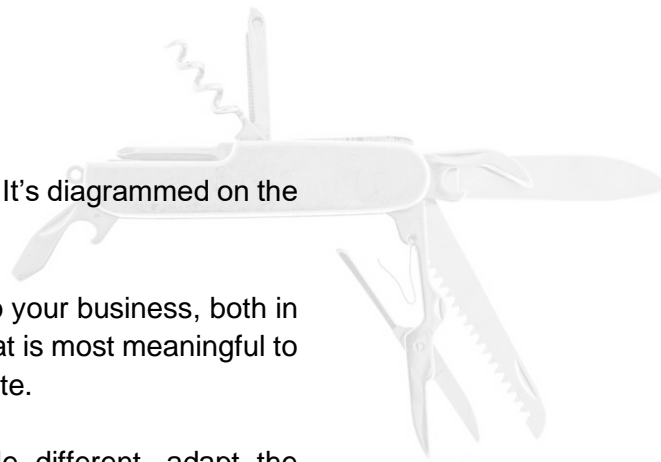 It’s diagrammed on the
o your business, both in
at is most meaningful to
te.
different, adapt the